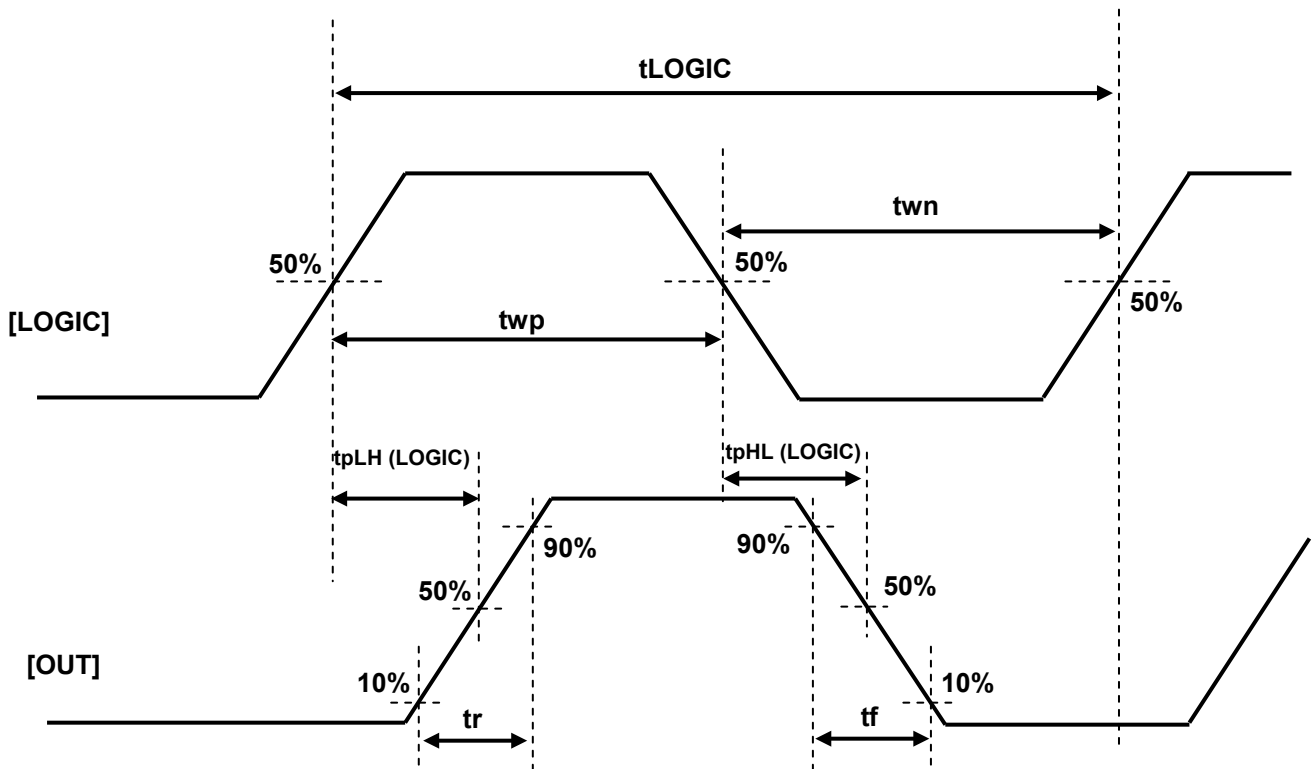 tLOGIC
twn
50%
50%
50%
[LOGIC]
twp
tpLH (LOGIC)
tpHL (LOGIC)
90%
90%
50%
50%
[OUT]
10%
10%
tr
tf